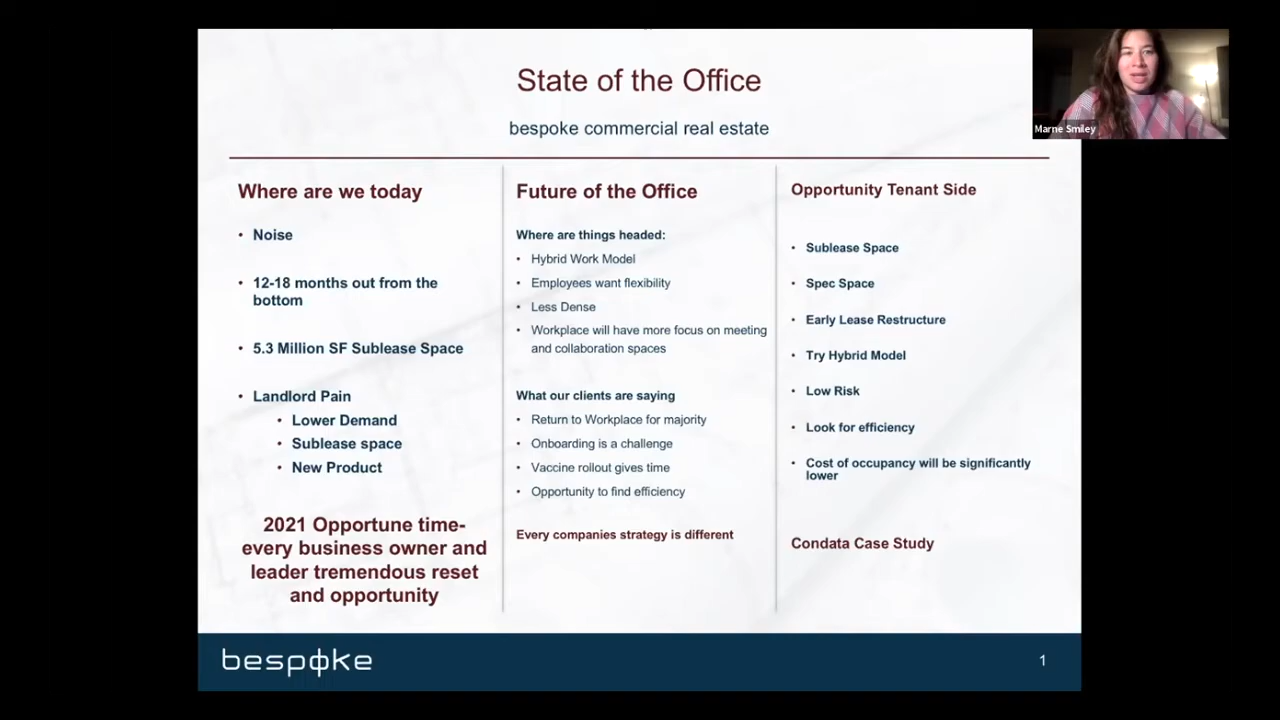 State of the Office
bespoke commercial real estate
Marne Smiley
Where are we today
• Noise
• 12-18 months out from the
bottom
• 5.3 Million SF Sublease Space
• Landlord Pain
• Lower Demand
• Sublease space
• New Product
2021 Opportune time-
every business owner and
leader tremendous reset
and opportunity
Future of the Office
Where are things headed:
• Hybrid Work Model
• Employees want flexibility
• Less Dense
• Workplace will have more focus on meeting
and collaboration spaces
What our clients are saying
• Return to Workplace for majority
• Onboarding is a challenge
• Vaccine rollout gives time
• Opportunity to find efficiency
Every companies strategy is different
Opportunity Tenant Side
• Sublease Space
• Spec Space
• Early Lease Restructure
• Try Hybrid Model
• Low Risk
• Look for efficiency
• Cost of occupancy will be significantly
lower
Condata Case Study
bespoke
1